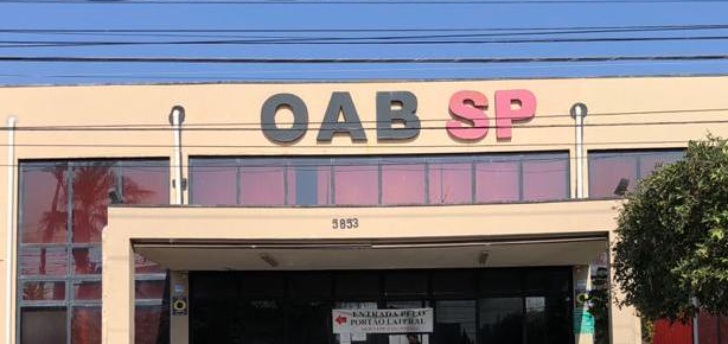 OAB SP
5853
ENTRADA PELO
PORTÃO LATERAL